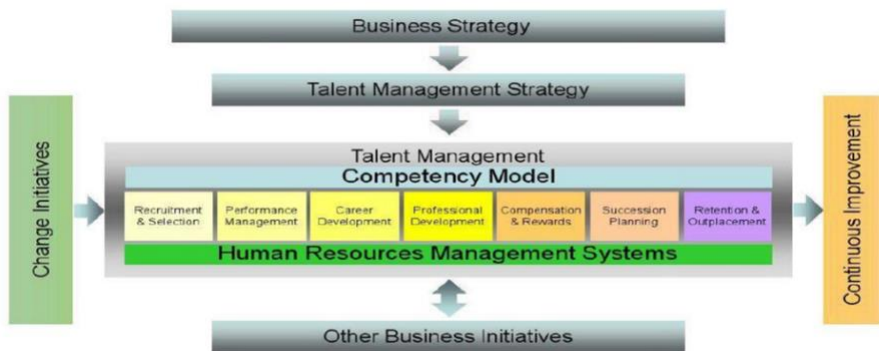 Business Strategy
Talent Management Strategy
Change Initiatives
Talent Management
Competency Model
Recruitment
& Selection
Performance
Management
Career
Development
Professional
Development
Compensation
& Rewards
Succession
Planning
Retention &
Outplacement
Human Resources Management Systems
Continuous Improvement
Other Business Initiatives